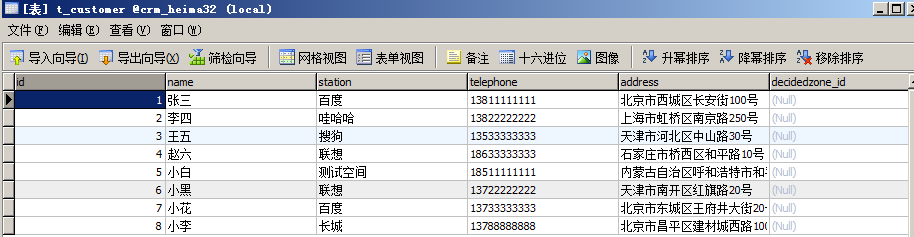 [表] t_customer @crm_heima32 (local)
文件(F) 编辑(E) 查看(V) 窗口(W)
导入向导(I) 导出向导(X) 筛检向导 网格视图 表单视图 备注 十六进位 图像 升幂排序 降幂排序 移除排序
id name station telephone address decidedzone_id
1 张三 百度 13811111111 北京市西城区长安街100号 (Null)
2 李四 哇哈哈 13822222222 上海市虹桥区南京路250号 (Null)
3 王五 搜狗 13533333333 天津市河北区中山路30号 (Null)
4 赵六 联想 18633333333 石家庄市桥西区和平路10号 (Null)
5 小白 测试空间 18511111111 内蒙古自治区呼和浩特市和平 (Null)
6 小黑 联想 13722222222 天津市南开区红旗路20号 (Null)
7 小花 百度 13733333333 北京市东城区王府井大街20 (Null)
8 小李 长城 13788888888 北京市昌平区建材城西路100 (Null)